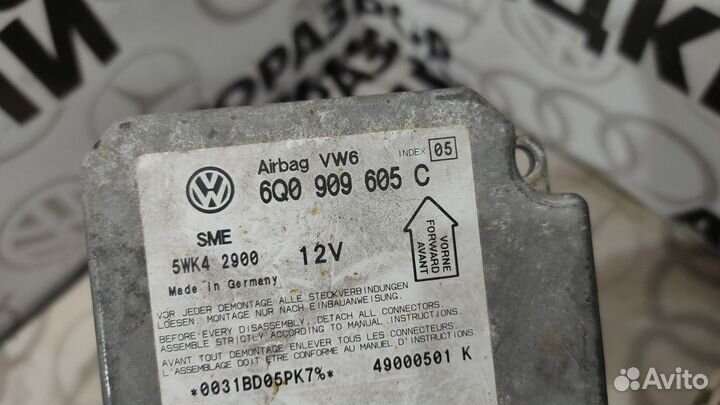 Airbag VW6
INDEX 05
6Q0 909 605 C
SME
5WK4 2900
12V
Made in Germany
VORNE
FORWARD
AVANT
VOR JEDER DEMONTAGE ALLE STECKVERBINDUNGEN
LOESEN. MONTAGE NUR NACH EINBAUANWEISUNG.
BEFORE EVERY DISASSEMBLY, DETACH ALL CONNECTORS.
ASSEMBLE STRICTLY ACCORDING TO MANUAL INSTRUCTIONS.
AVANT TOUT DEMONTAGE ENLEVER TOUS LES CONNECTEURS.
L'ASSEMBLAGE DOIT ETRE CONFORME AU MANUEL D'INSTRUCTIONS
*0031BD05PK7%*
49000501 K
Avito